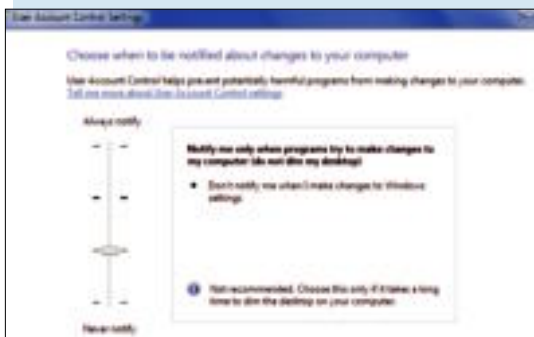 User Account Control Settings
Choose when to be notified about changes to your computer
User Account Control helps prevent potentially harmful programs from making changes to your computer.
Tell me more about User Account Control settings
Always notify
Notify me only when programs try to make changes to
my computer (do not dim my desktop)
Don't notify me when I make changes to Windows
settings
Not recommended. Choose this only if it takes a long
time to dim the desktop on your computer.
Never notify